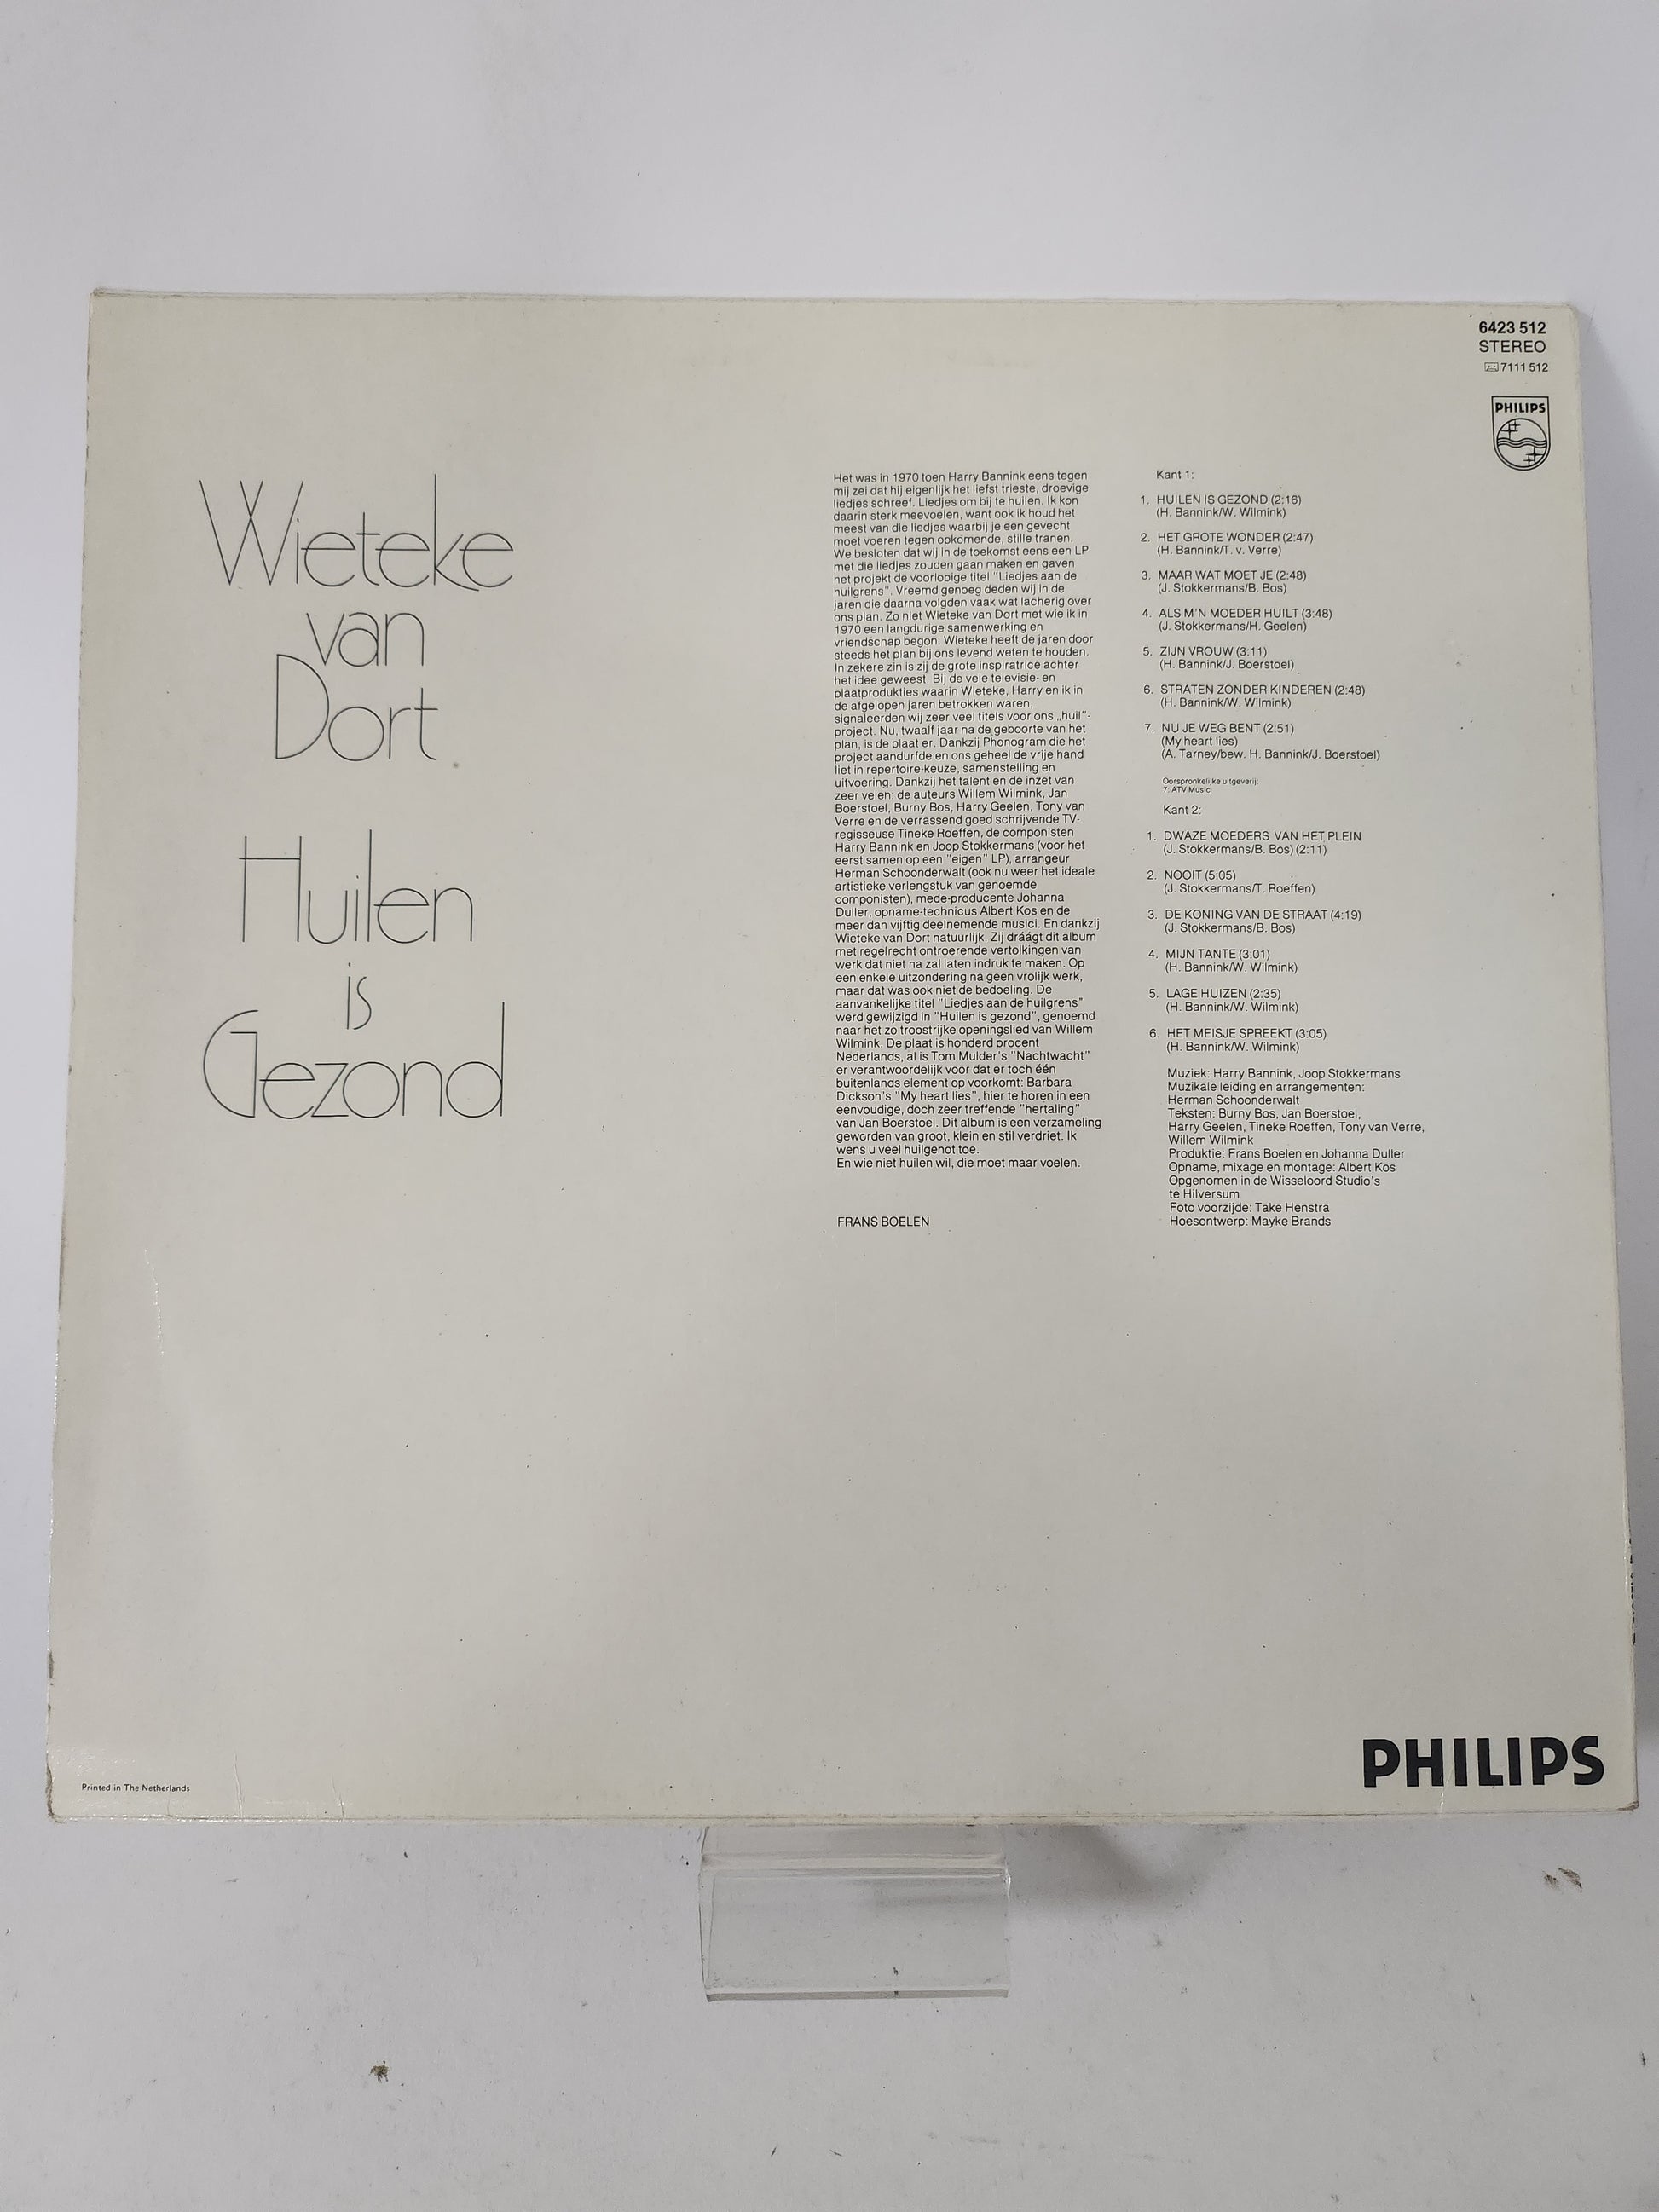 6423 512
STEREO
7111 512
PHILIPS
Wieteke
van
Dort
Huilen
is
Gezond
Het was in 1970 toen Harry Bannink eens tegen
mij zei dat hij eigenlijk het liefst trieste, droevige
liedjes schreef. Liedjes om bij te huilen. Ik kon
daarin sterk meevoelen, want ook ik houd het
meest van die liedjes waarbij je een gevecht
moet voeren tegen opkomende, stille tranen.
We besloten dat wij in de toekomst eens een LP
met die liedjes zouden gaan maken en gaven
het projekt de voorlopige titel "Liedjes aan de
huilgrens". Vreemd genoeg deden wij in de
jaren die daarna volgden vaak wat lacherig over
ons plan. Zo niet Wieteke van Dort met wie ik in
1970 een langdurige samenwerking en
vriendschap begon. Wieteke heeft de jaren door
steeds het plan bij ons levend weten te houden.
In zekere zin is zij de grote inspiratrice achter
het idee geweest. Bij de vele televisie- en
plaatprodukties waarin Wieteke, Harry en ik in
de afgelopen jaren betrokken waren,
signaleerden wij zeer veel titels voor ons „huil"-
project. Nu, twaalf jaar na de geboorte van het
plan, is de plaat er. Dankzij Phonogram die het
project aandurfde en ons geheel de vrije hand
liet in repertoire-keuze, samenstelling en
uitvoering. Dankzij het talent en de inzet van
zeer velen: de auteurs Willem Wilmink, Jan
Boerstoel, Burny Bos, Harry Geelen, Tony van
Verre en de verrassend goed schrijvende TV-
regisseuse Tineke Roeffen, de componisten
Harry Bannink en Joop Stokkermans (voor het
eerst samen op een "eigen" LP), arrangeur
Herman Schoonderwalt (ook nu weer het ideale
artistieke verlengstuk van genoemde
componisten), mede-producente Johanna
Duller, opname-technicus Albert Kos en de
meer dan vijftig deelnemende musici. En dankzij
Wieteke van Dort natuurlijk. Zij dráágt dit album
met regelrecht ontroerende vertolkingen van
werk dat niet na zal laten indruk te maken. Op
een enkele uitzondering na geen vrolijk werk,
maar dat was ook niet de bedoeling. De
aanvankelijke titel "Liedjes aan de huilgrens"
werd gewijzigd in "Huilen is gezond", genoemd
naar het zo troostrijke openingslied van Willem
Wilmink. De plaat is honderd procent
Nederlands, al is Tom Mulder's "Nachtwacht"
er verantwoordelijk voor dat er toch één
buitenlands element op voorkomt: Barbara
Dickson's "My heart lies", hier te horen in een
eenvoudige, doch zeer treffende "hertaling"
van Jan Boerstoel. Dit album is een verzameling
geworden van groot, klein en stil verdriet. Ik
wens u veel huilgenot toe.
En wie niet huilen wil, die moet maar voelen.
FRANS BOELEN
Kant 1:
1. HUILEN IS GEZOND (2:16)
(H. Bannink/W. Wilmink)
2. HET GROTE WONDER (2:47)
(H. Bannink/T. v. Verre)
3. MAAR WAT MOET JE (2:48)
(J. Stokkermans/B. Bos)
4. ALS M'N MOEDER HUILT (3:48)
(J. Stokkermans/H. Geelen)
5. ZIJN VROUW (3:11)
(H. Bannink/J. Boerstoel)
6. STRATEN ZONDER KINDEREN (2:48)
(H. Bannink/W. Wilmink)
7. NU JE WEG BENT (2:51)
(My heart lies)
(A. Tarney/bew. H. Bannink/J. Boerstoel)
Oorspronkelijke uitgeverij:
7: ATV Music
Kant 2:
1. DWAZE MOEDERS VAN HET PLEIN
(J. Stokkermans/B. Bos) (2:11)
2. NOOIT (5:05)
(J. Stokkermans/T. Roeffen)
3. DE KONING VAN DE STRAAT (4:19)
(J. Stokkermans/B. Bos)
4. MIJN TANTE (3:01)
(H. Bannink/W. Wilmink)
5. LAGE HUIZEN (2:35)
(H. Bannink/W. Wilmink)
6. HET MEISJE SPREEKT (3:05)
(H. Bannink/W. Wilmink)
Muziek: Harry Bannink, Joop Stokkermans
Muzikale leiding en arrangementen:
Herman Schoonderwalt
Teksten: Burny Bos, Jan Boerstoel,
Harry Geelen, Tineke Roeffen, Tony van Verre,
Willem Wilmink
Produktie: Frans Boelen en Johanna Duller
Opname, mixage en montage: Albert Kos
Opgenomen in de Wisseloord Studio's
te Hilversum
Foto voorzijde: Take Henstra
Hoesontwerp: Mayke Brands
Printed in The Netherlands
PHILIPS